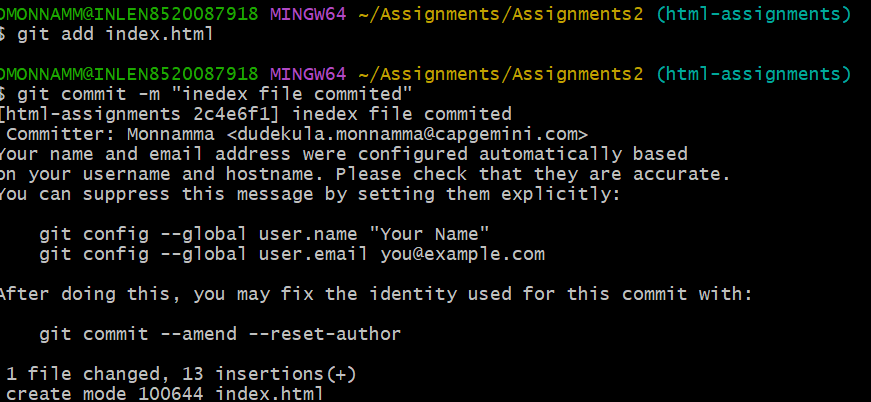 DMONNAMM@INLEN8520087918 MINGW64 ~/Assignments/Assignments2 (html-assignments)
$ git add index.html
DMONNAMM@INLEN8520087918 MINGW64 ~/Assignments/Assignments2 (html-assignments)
$ git commit -m "inedex file commited"
[html-assignments 2c4e6f1] inedex file commited
Committer: Monnamma <dudekula.monnamma@capgemini.com>
Your name and email address were configured automatically based
on your username and hostname. Please check that they are accurate.
You can suppress this message by setting them explicitly:
git config --global user.name "Your Name"
git config --global user.email you@example.com
After doing this, you may fix the identity used for this commit with:
git commit --amend --reset-author
1 file changed, 13 insertions(+)
create mode 100644 index.html